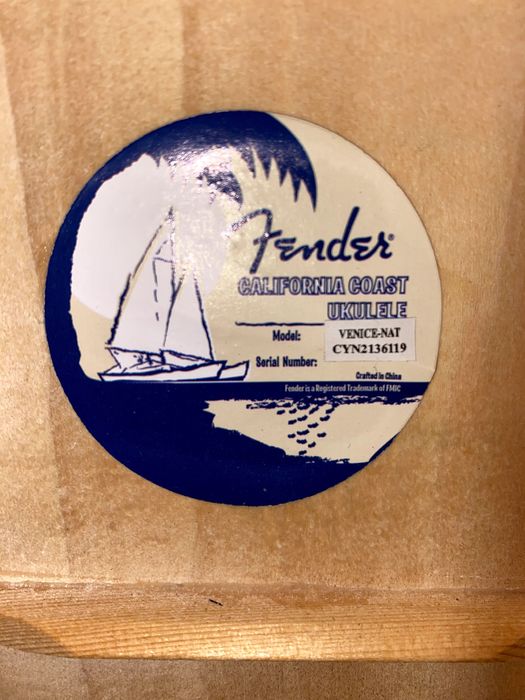 Fender®
CALIFORNIA COAST
UKULELE
Model: VENICE-NAT
Serial Number: CYN2136119
Crafted in China
Fender is a Registered Trademark of FMIC